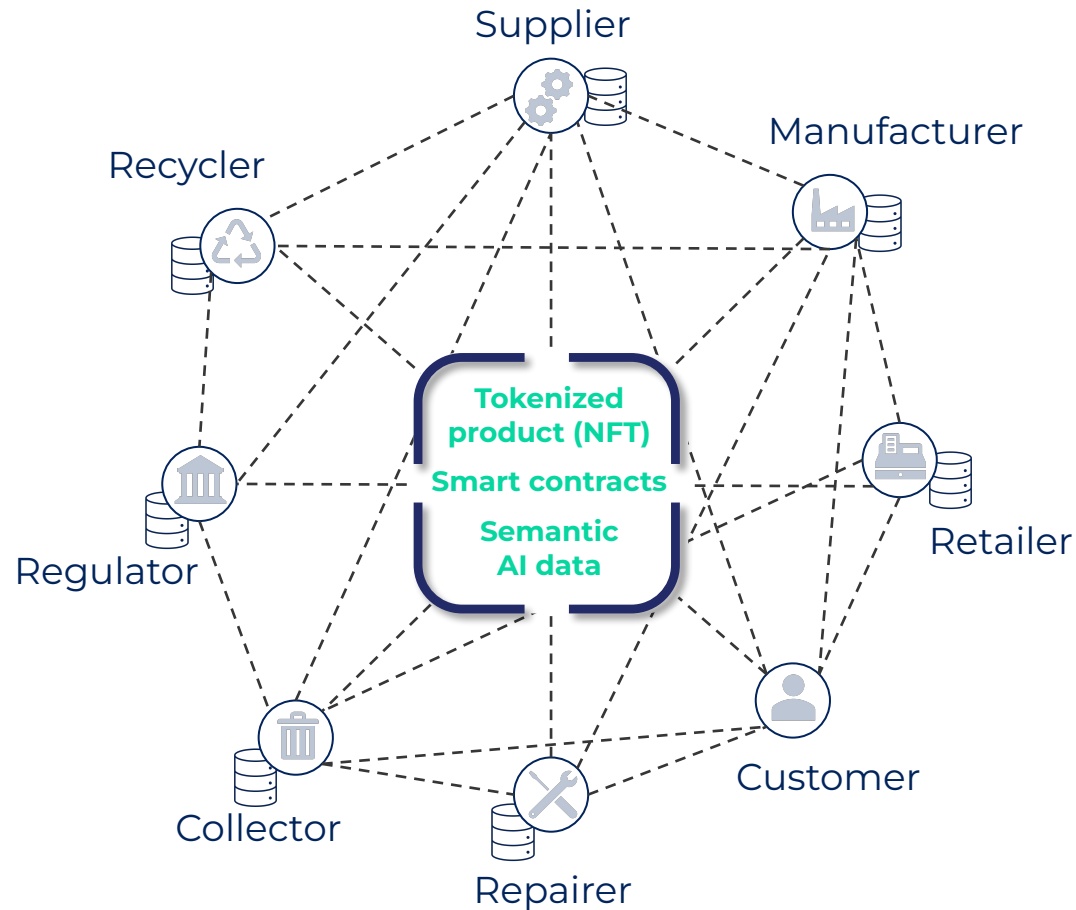 Supplier
Manufacturer
Recycler
Tokenized
product (NFT)
Smart contracts
Semantic
AI data
Retailer
Regulator
Customer
Collector
Repairer